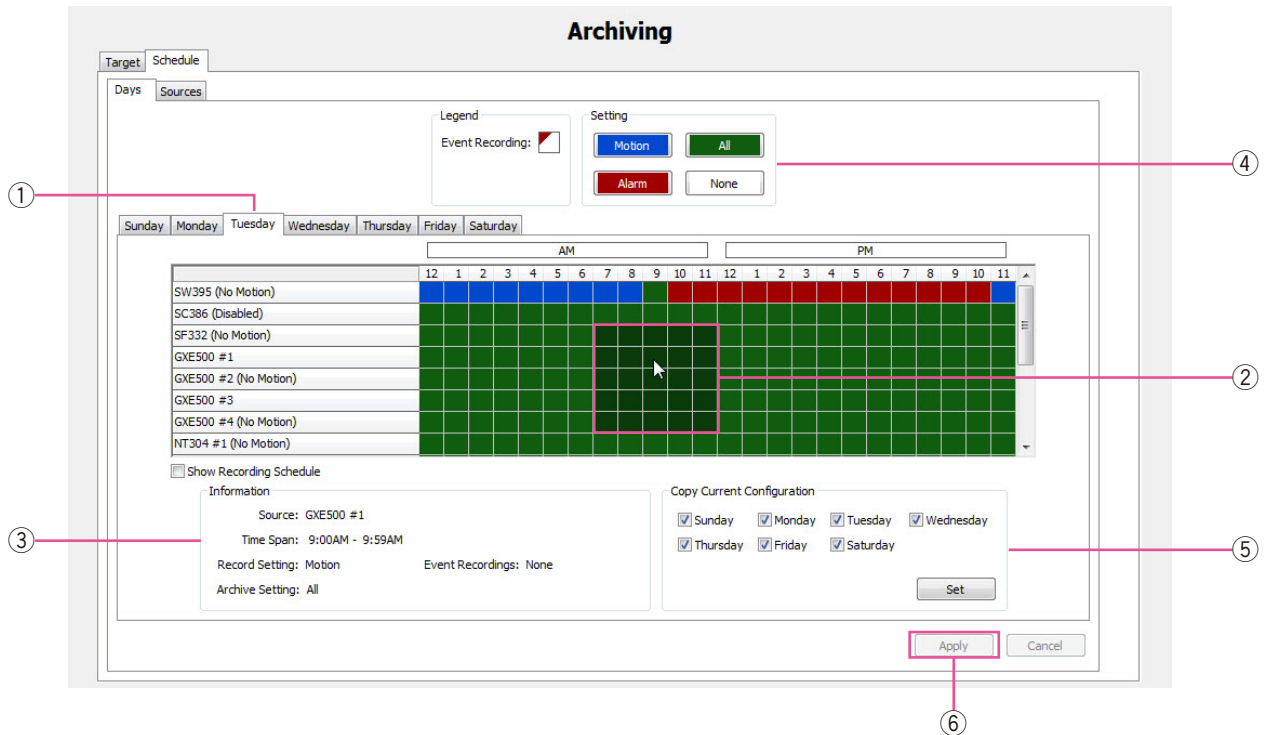 Archiving
Target Schedule
Days Sources
Legend
Event Recording:
Setting
Motion All
Alarm None
④
①
Sunday Monday Tuesday Wednesday Thursday Friday Saturday
AM PM
12 1 2 3 4 5 6 7 8 9 10 11 12 1 2 3 4 5 6 7 8 9 10 11
SW395 (No Motion)
SC386 (Disabled)
SF332 (No Motion)
GXE500 #1
GXE500 #2 (No Motion)
②
GXE500 #3
GXE500 #4 (No Motion)
NT304 #1 (No Motion)
Show Recording Schedule
Information
Source: GXE500 #1
Time Span: 9:00AM - 9:59AM
Record Setting: Motion Event Recordings: None
Archive Setting: All
③
Copy Current Configuration
Sunday Monday Tuesday Wednesday
Thursday Friday Saturday
⑤
Set
Apply Cancel
⑥